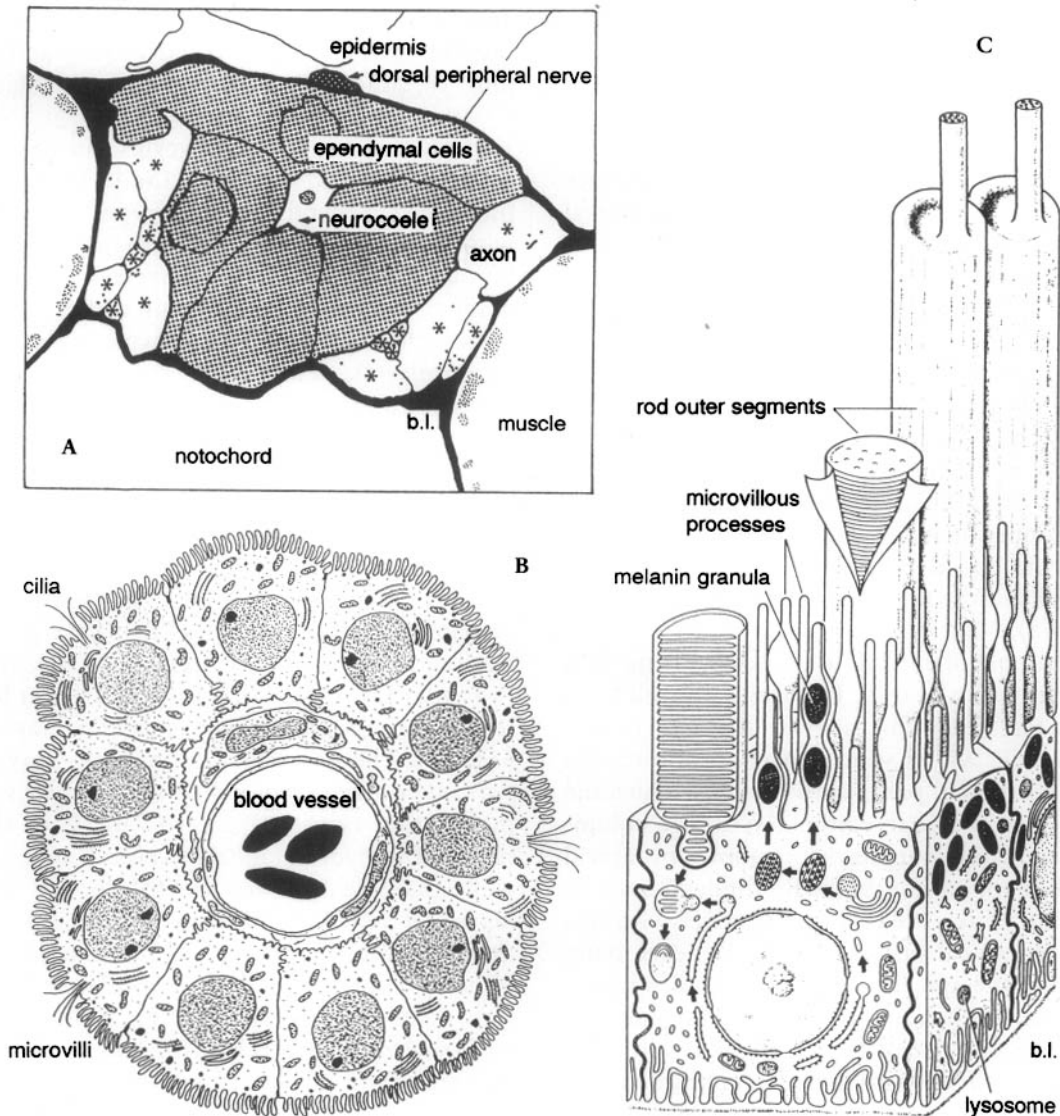 epidermis
dorsal peripheral nerve
ependymal cells
neurocoele
axon
b.l.
muscle
A
notochord
B
cilia
blood vessel
microvilli
C
rod outer segments
microvillous
processes
melanin granula
b.l.
lysosome